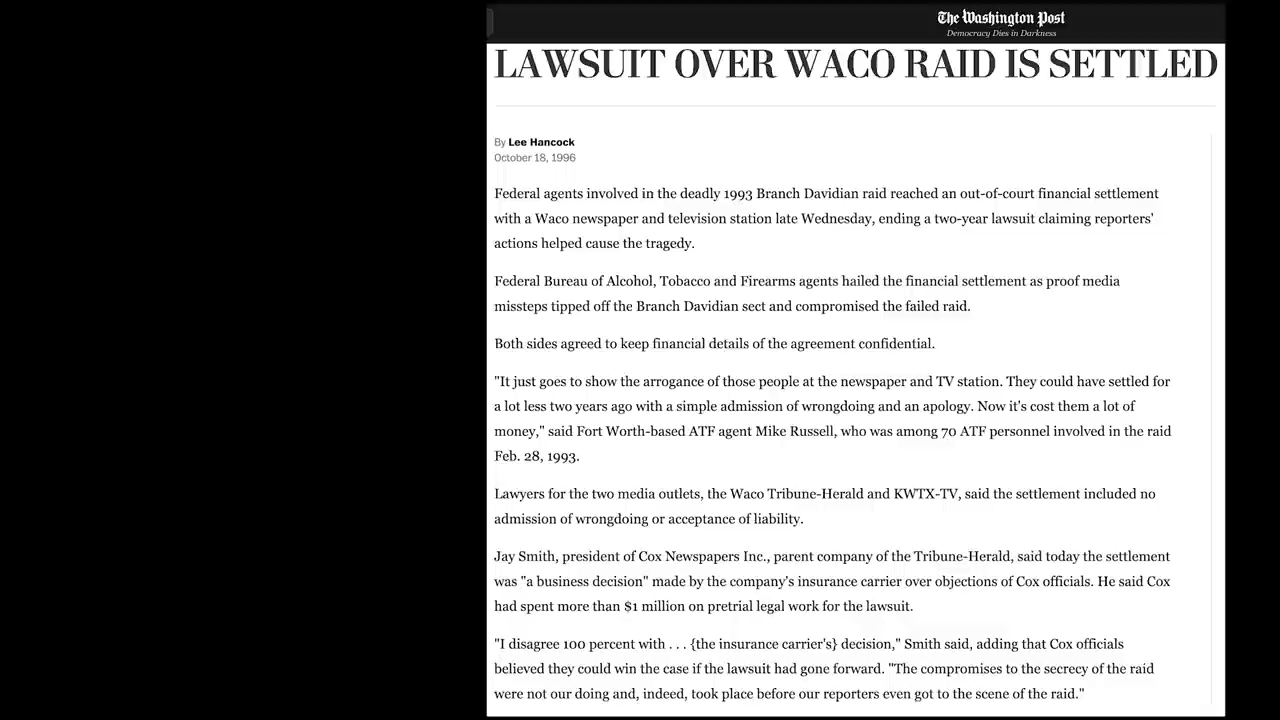 The Washington Post
Democracy Dies in Darkness
LAWSUIT OVER WACO RAID IS SETTLED
By Lee Hancock
October 18, 1996
Federal agents involved in the deadly 1993 Branch Davidian raid reached an out-of-court financial settlement
with a Waco newspaper and television station late Wednesday, ending a two-year lawsuit claiming reporters'
actions helped cause the tragedy.
Federal Bureau of Alcohol, Tobacco and Firearms agents hailed the financial settlement as proof media
missteps tipped off the Branch Davidian sect and compromised the failed raid.
Both sides agreed to keep financial details of the agreement confidential.
"It just goes to show the arrogance of those people at the newspaper and TV station. They could have settled for
a lot less two years ago with a simple admission of wrongdoing and an apology. Now it's cost them a lot of
money," said Fort Worth-based ATF agent Mike Russell, who was among 70 ATF personnel involved in the raid
Feb. 28, 1993.
Lawyers for the two media outlets, the Waco Tribune-Herald and KWTX-TV, said the settlement included no
admission of wrongdoing or acceptance of liability.
Jay Smith, president of Cox Newspapers Inc., parent company of the Tribune-Herald, said today the settlement
was "a business decision" made by the company's insurance carrier over objections of Cox officials. He said Cox
had spent more than $1 million on pretrial legal work for the lawsuit.
"I disagree 100 percent with . . . {the insurance carrier's} decision," Smith said, adding that Cox officials
believed they could win the case if the lawsuit had gone forward. "The compromises to the secrecy of the raid
were not our doing and, indeed, took place before our reporters even got to the scene of the raid."